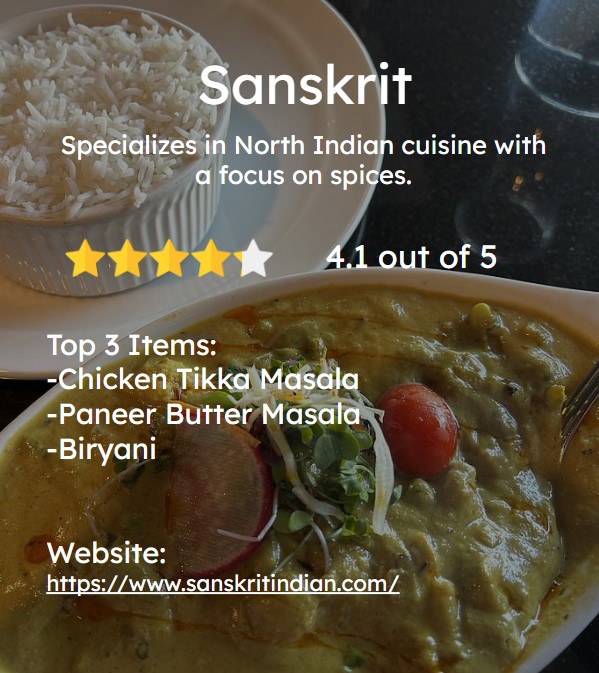 Sanskrit
Specializes in North Indian cuisine with
a focus on spices.
4.1 out of 5
Top 3 Items:
-Chicken Tikka Masala
-Paneer Butter Masala
-Biryani
Website:
https://www.sanskritindian.com/